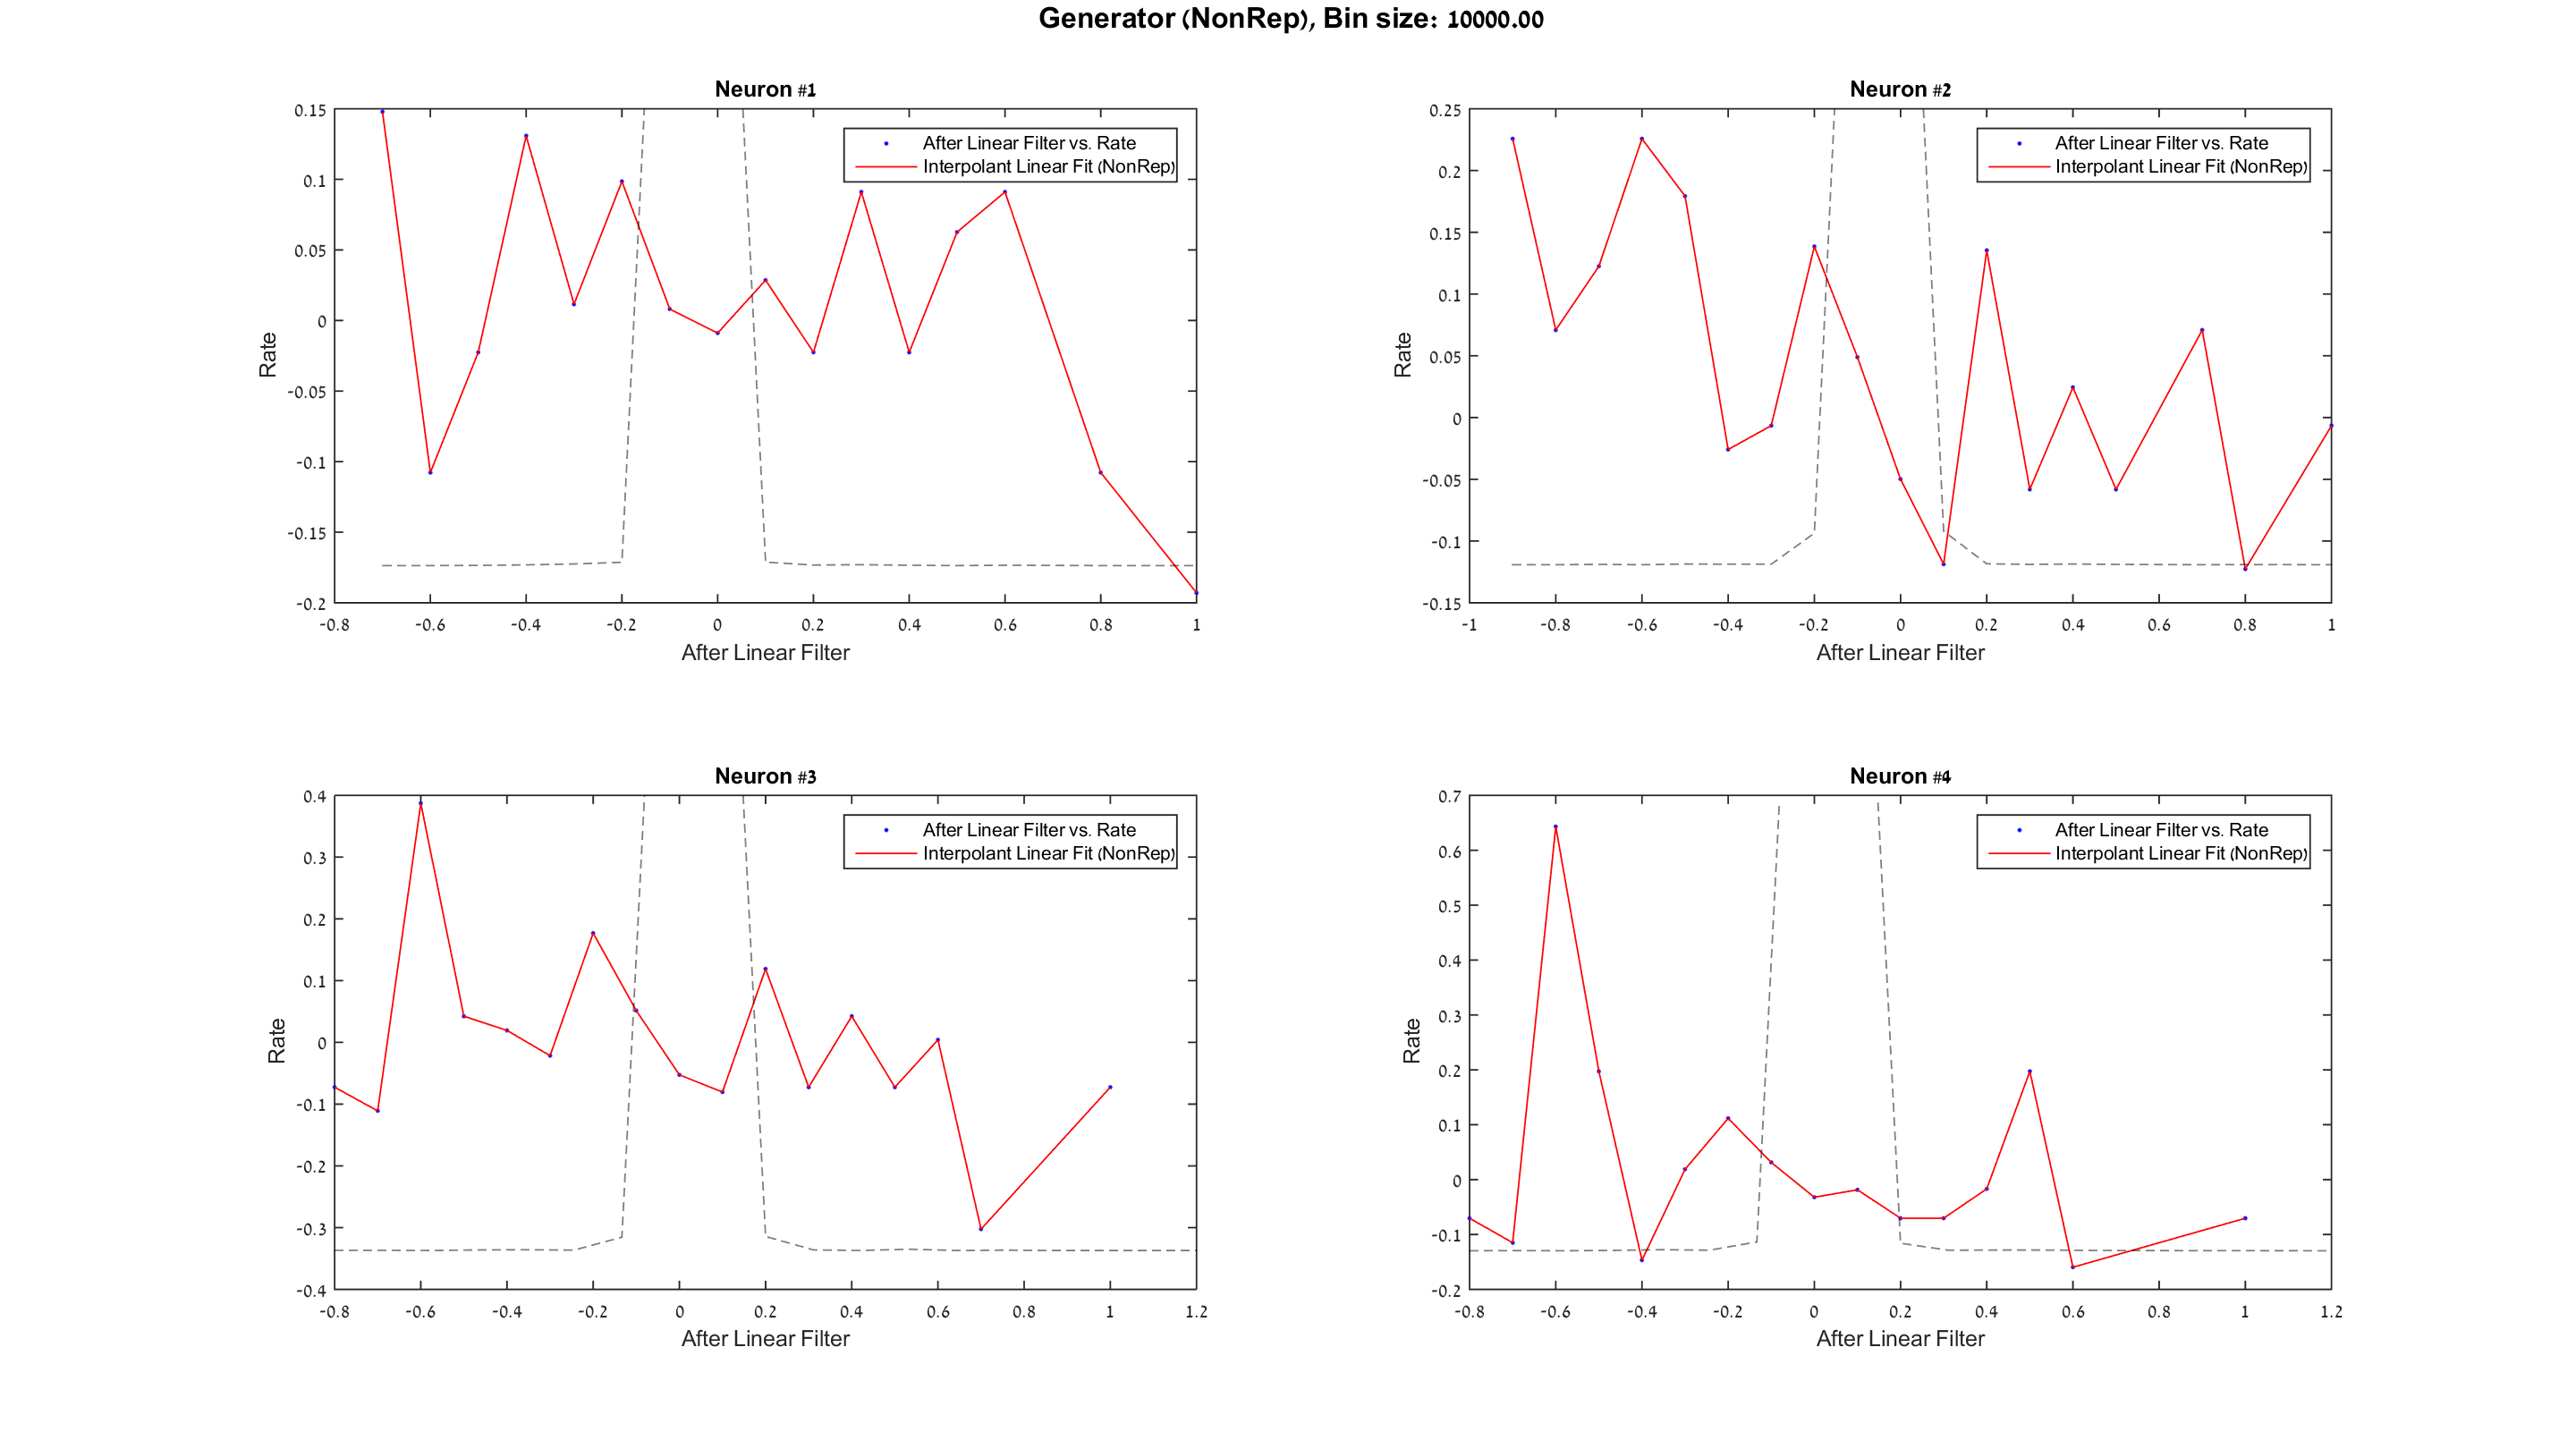 Generator (NonRep), Bin size: 10000.00
Neuron #1
0.15
0.1
0.05
0
-0.05
-0.1
-0.15
-0.2
Rate
After Linear Filter vs. Rate
Interpolant Linear Fit (NonRep)
-0.8 -0.6 -0.4 -0.2 0 0.2 0.4 0.6 0.8 1
After Linear Filter
Neuron #2
0.25
0.2
0.15
0.1
0.05
0
-0.05
-0.1
-0.15
Rate
After Linear Filter vs. Rate
Interpolant Linear Fit (NonRep)
-1 -0.8 -0.6 -0.4 -0.2 0 0.2 0.4 0.6 0.8 1
After Linear Filter
Neuron #3
0.4
0.3
0.2
0.1
0
-0.1
-0.2
-0.3
-0.4
Rate
After Linear Filter vs. Rate
Interpolant Linear Fit (NonRep)
-0.8 -0.6 -0.4 -0.2 0 0.2 0.4 0.6 0.8 1 1.2
After Linear Filter
Neuron #4
0.7
0.6
0.5
0.4
0.3
0.2
0.1
0
-0.1
-0.2
Rate
After Linear Filter vs. Rate
Interpolant Linear Fit (NonRep)
-0.8 -0.6 -0.4 -0.2 0 0.2 0.4 0.6 0.8 1 1.2
After Linear Filter